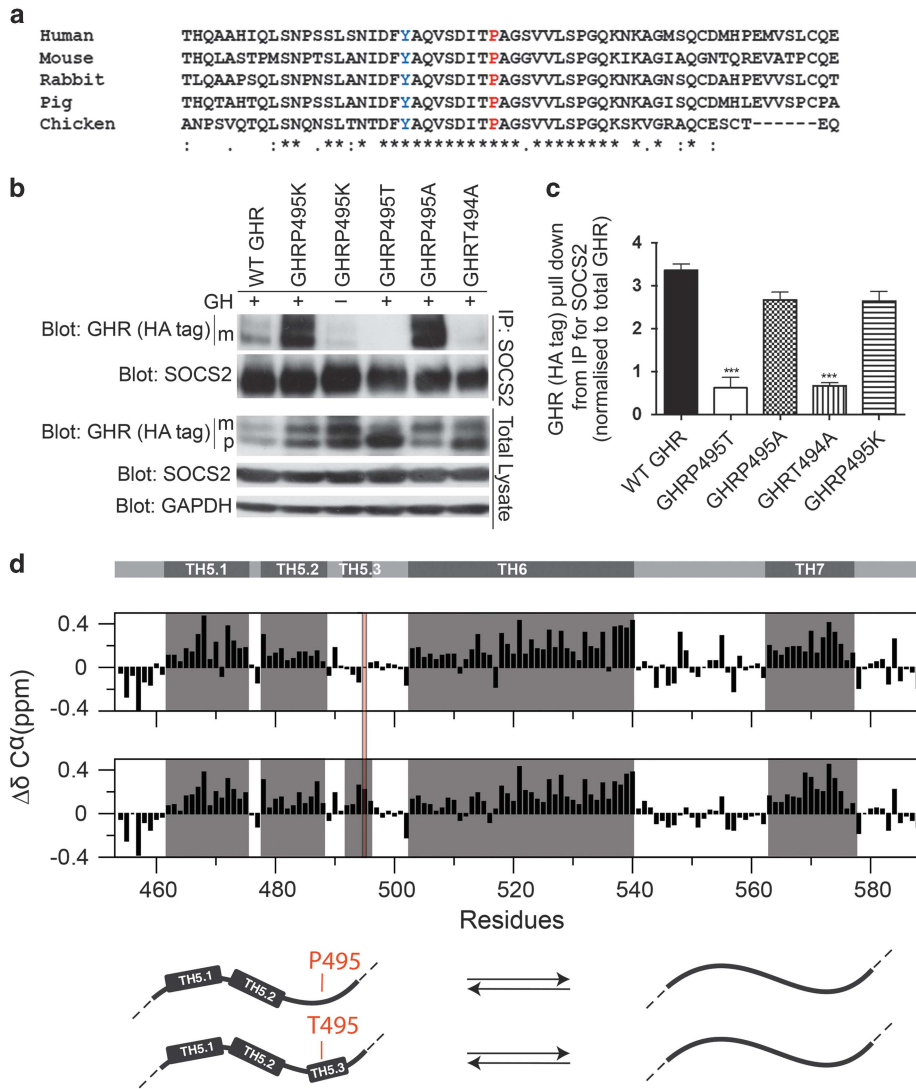 a
Human THQAAHIQLSNPSSLSNIDFYAQVSDITPAGSVVLSPGQKNKAGMSQCDMHPEMVSLCQE
Mouse THQLASTPMSNPTSLANIDFYAQVSDITPAGGVVLSPGQKIKAGIAQGNTQREVATPCQE
Rabbit TLQAAPSQLSNPNSLANIDFYAQVSDITPAGSVVLSPGQKNKAGNSQCDAHPEVVSLCQT
Pig THQTAHTQLSNPSSLANIDFYAQVSDITPAGSVVLSPGQKNKAGISQCDMHLEVVSPCPA
Chicken ANPSVQTQLSNQNSLTNTDFYAQVSDITPAGSVVLSPGQKSKVGRAQCESCT------EQ
: . :** .**:* ***************.******** *.* :* :
b
WT GHR
GHRP495K
GHRP495K
GHRP495T
GHRP495A
GHRT494A
GH + + – + + +
Blot: GHR (HA tag) m
Blot: SOCS2
IP: SOCS2
Blot: GHR (HA tag) m
p
Blot: SOCS2
Blot: GAPDH
Total Lysate
c
GHR (HA tag) pull down
from IP for SOCS2
(normalised to total GHR)
4
3
2
1
0
*** ***
WT GHR
GHRP495T
GHRP495A
GHRT494A
GHRP495K
d
TH5.1 TH5.2 TH5.3 TH6 TH7
0.4
0
-0.4
0.4
0
-0.4
Δδ Cα(ppm)
460 480 500 520 540 560 580
Residues
P495
TH5.1 TH5.2
T495
TH5.1 TH5.2 TH5.3